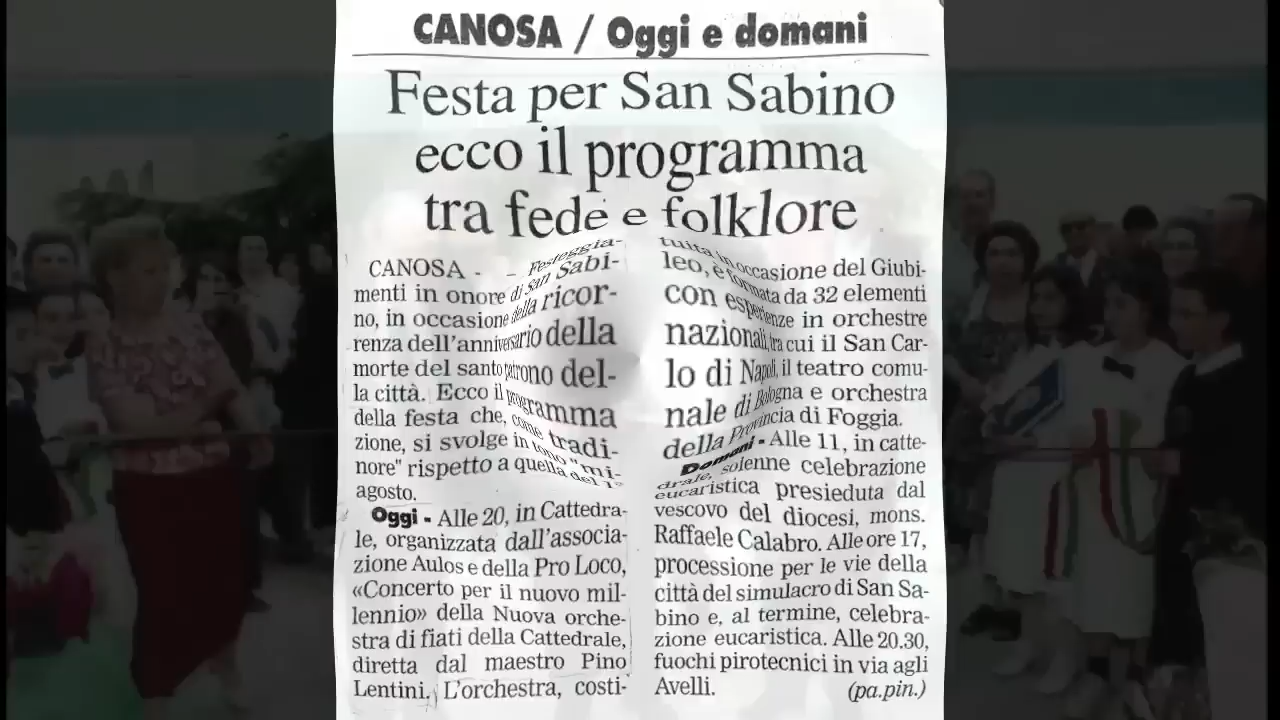 CANOSA / Oggi e domani
Festa per San Sabino
ecco il programma
tra fede e folklore
CANOSA - - Festeggia-
menti in onore di San Sabi-
no, in occasione della ricor-
renza dell'anniversario della
morte del santo patrono del-
la città. Ecco il programma
della festa che, come tradi-
zione, si svolge in tono "mi-
nore" rispetto a quella del 1°
agosto.
Oggi - Alle 20, in Cattedra-
le, organizzata dall'associa-
zione Aulos e della Pro Loco,
«Concerto per il nuovo mil-
lennio» della Nuova orche-
stra di fiati della Cattedrale,
diretta dal maestro Pino
Lentini. L'orchestra, costi-
tuita in occasione del Giubi-
leo, è formata da 32 elementi
con esperienze in orchestre
nazionali, tra cui il San Car-
lo di Napoli, il teatro comu-
nale di Bologna e orchestra
della Provincia di Foggia.
Domani - Alle 11, in catte-
drale, solenne celebrazione
eucaristica presieduta dal
vescovo del diocesi, mons.
Raffaele Calabro. Alle ore 17,
processione per le vie della
città del simulacro di San Sa-
bino e, al termine, celebra-
zione eucaristica. Alle 20.30,
fuochi pirotecnici in via agli
Avelli. (pa.pin.)